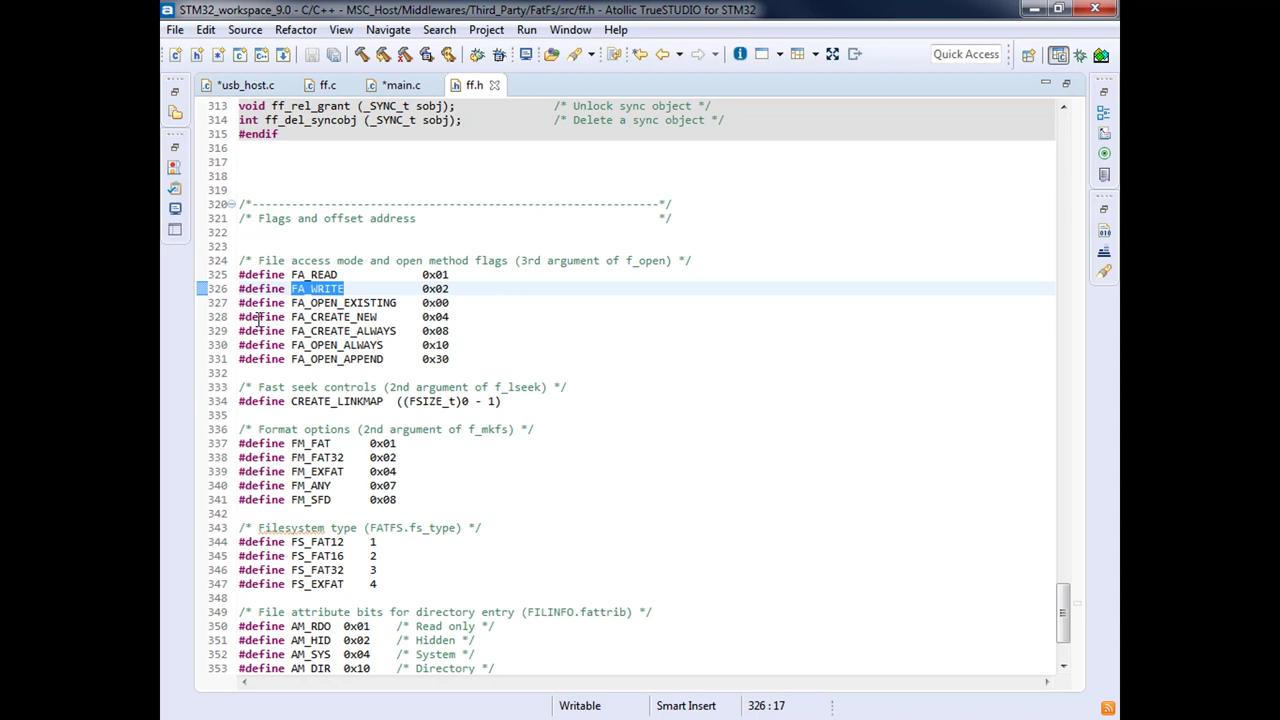 STM32_workspace_9.0 - C/C++ - MSC_Host/Middlewares/Third_Party/FatFs/src/ff.h - Atollic TrueSTUDIO for STM32
File Edit Source Refactor View Navigate Search Project Run Window Help
Quick Access
*usb_host.c ff.c *main.c ff.h
313 void ff_rel_grant (_SYNC_t sobj); /* Unlock sync object */
314 int ff_del_syncobj (_SYNC_t sobj); /* Delete a sync object */
315 #endif
316
317
318
319
320 /*--------------------------------------------------------------*/
321 /* Flags and offset address */
322
323
324 /* File access mode and open method flags (3rd argument of f_open) */
325 #define FA_READ 0x01
326 #define FA_WRITE 0x02
327 #define FA_OPEN_EXISTING 0x00
328 #define FA_CREATE_NEW 0x04
329 #define FA_CREATE_ALWAYS 0x08
330 #define FA_OPEN_ALWAYS 0x10
331 #define FA_OPEN_APPEND 0x30
332
333 /* Fast seek controls (2nd argument of f_lseek) */
334 #define CREATE_LINKMAP ((FSIZE_t)0 - 1)
335
336 /* Format options (2nd argument of f_mkfs) */
337 #define FM_FAT 0x01
338 #define FM_FAT32 0x02
339 #define FM_EXFAT 0x04
340 #define FM_ANY 0x07
341 #define FM_SFD 0x08
342
343 /* Filesystem type (FATFS.fs_type) */
344 #define FS_FAT12 1
345 #define FS_FAT16 2
346 #define FS_FAT32 3
347 #define FS_EXFAT 4
348
349 /* File attribute bits for directory entry (FILINFO.fattrib) */
350 #define AM_RDO 0x01 /* Read only */
351 #define AM_HID 0x02 /* Hidden */
352 #define AM_SYS 0x04 /* System */
353 #define AM_DIR 0x10 /* Directory */
Writable Smart Insert 326 : 17